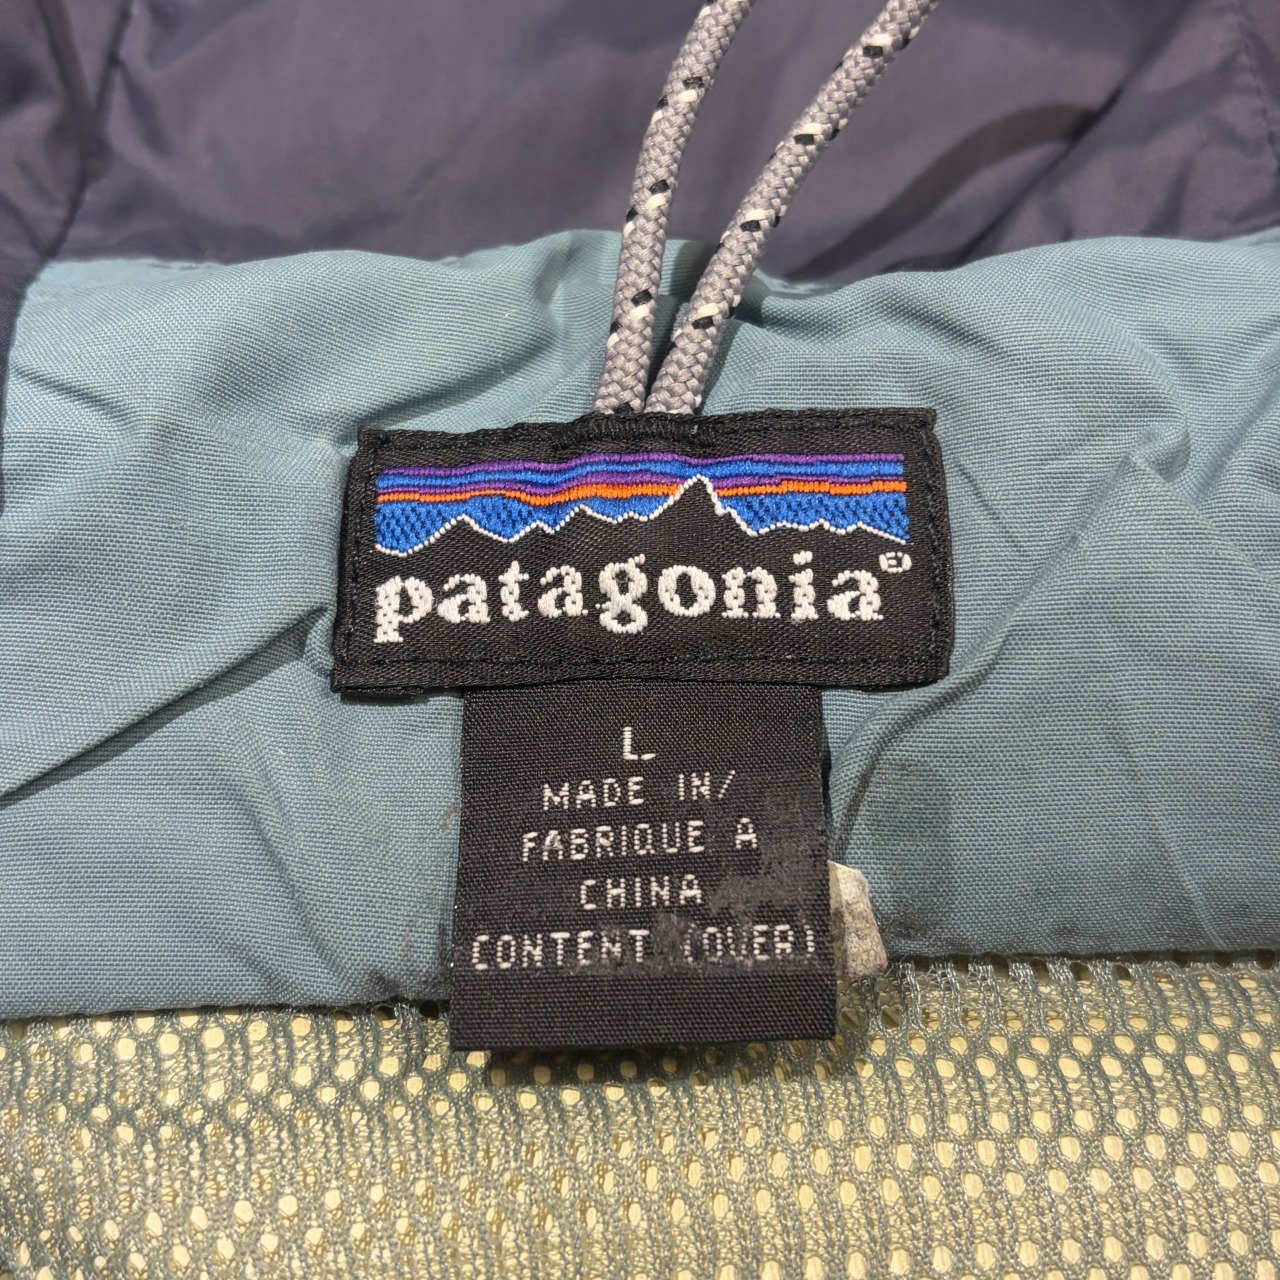 patagonia®
L
MADE IN/
FABRIQUE A
CHINA
CONTENT (OVER)